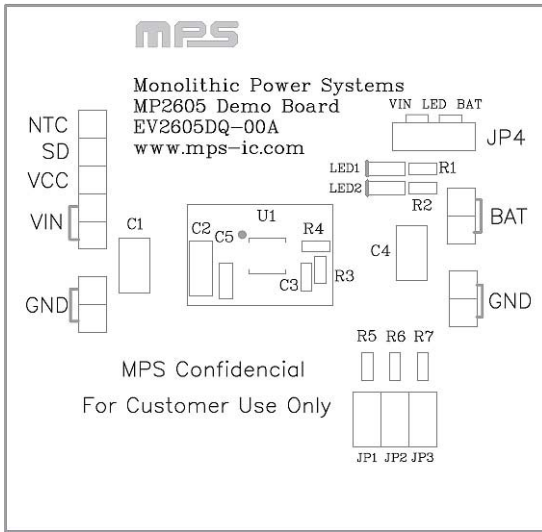 mps
Monolithic Power Systems
MP2605 Demo Board
EV2605DQ-00A
www.mps-ic.com
VIN LED BAT
JP4
NTC
SD
VCC
VIN
GND
LED1
R1
LED2
R2
BAT
C1
C2
C5
U1
R4
C3
R3
C4
GND
MPS Confidencial
For Customer Use Only
R5 R6 R7
JP1 JP2 JP3